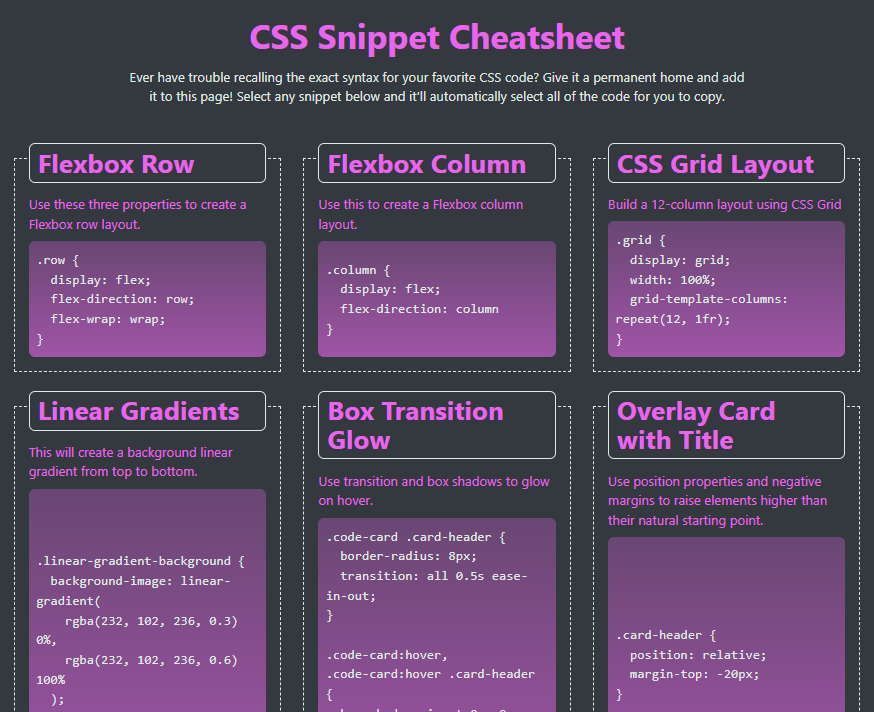 CSS Snippet Cheatsheet
Ever have trouble recalling the exact syntax for your favorite CSS code? Give it a permanent home and add
it to this page! Select any snippet below and it'll automatically select all of the code for you to copy.
Flexbox Row
Use these three properties to create a
Flexbox row layout.
.row {
  display: flex;
  flex-direction: row;
  flex-wrap: wrap;
}
Flexbox Column
Use this to create a Flexbox column
layout.
.column {
  display: flex;
  flex-direction: column
}
CSS Grid Layout
Build a 12-column layout using CSS Grid
.grid {
  display: grid;
  width: 100%;
  grid-template-columns:
repeat(12, 1fr);
}
Linear Gradients
This will create a background linear
gradient from top to bottom.
.linear-gradient-background {
  background-image: linear-
gradient(
    rgba(232, 102, 236, 0.3)
0%,
    rgba(232, 102, 236, 0.6)
100%
  );
Box Transition
Glow
Use transition and box shadows to glow
on hover.
.code-card .card-header {
  border-radius: 8px;
  transition: all 0.5s ease-
in-out;
}
.code-card:hover,
.code-card:hover .card-header
{
Overlay Card
with Title
Use position properties and negative
margins to raise elements higher than
their natural starting point.
.card-header {
  position: relative;
  margin-top: -20px;
}